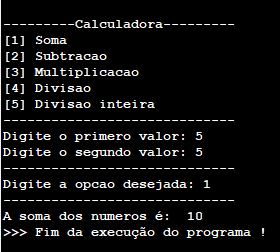 ---------Calculadora---------
[1] Soma
[2] Subtracao
[3] Multiplicacao
[4] Divisao
[5] Divisao inteira
-----------------------------
Digite o primero valor: 5
Digite o segundo valor: 5
-----------------------------
Digite a opcao desejada: 1
-----------------------------
A soma dos numeros é:  10
>>> Fim da execução do programa !